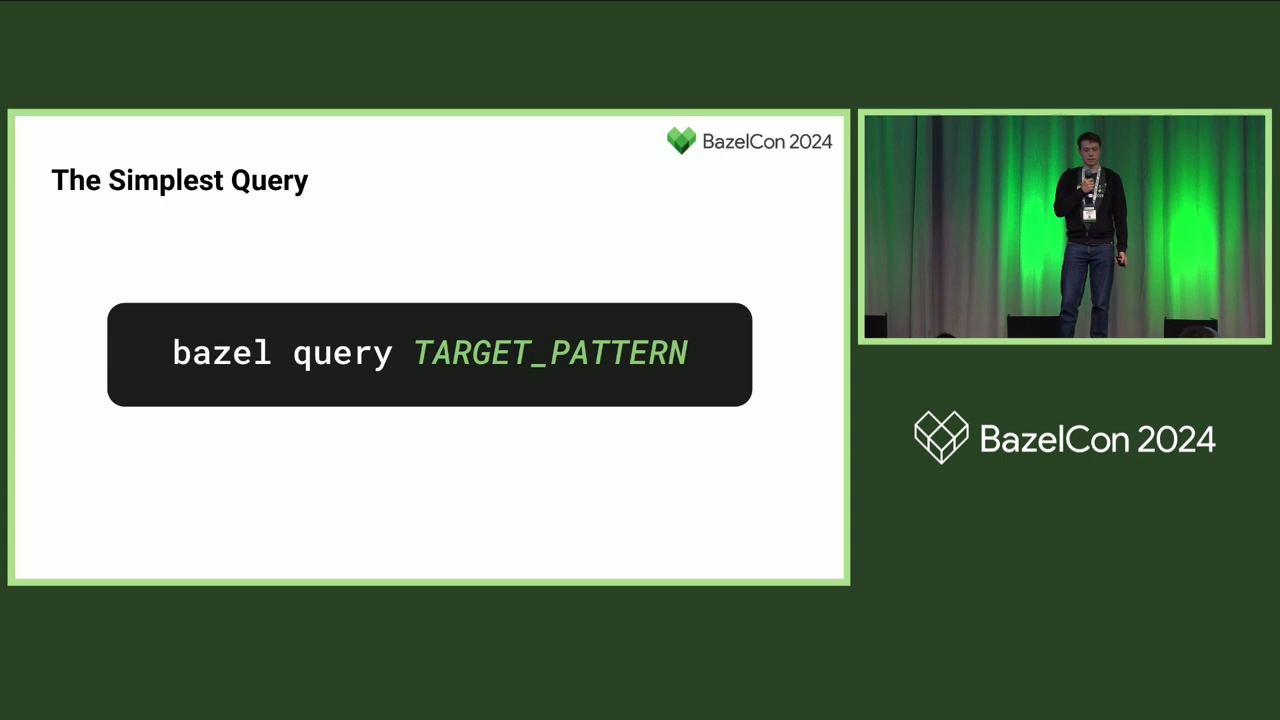 BazelCon 2024
The Simplest Query
bazel query TARGET_PATTERN
BazelCon 2024